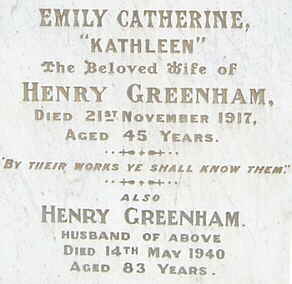 EMILY CATHERINE,
"KATHLEEN"
The Beloved Wife of
HENRY GREENHAM,
DIED 21ST NOVEMBER 1917,
AGED 45 YEARS.
"BY THEIR WORKS YE SHALL KNOW THEM."
ALSO
HENRY GREENHAM.
HUSBAND OF ABOVE
DIED 14TH MAY 1940
AGED 83 YEARS.